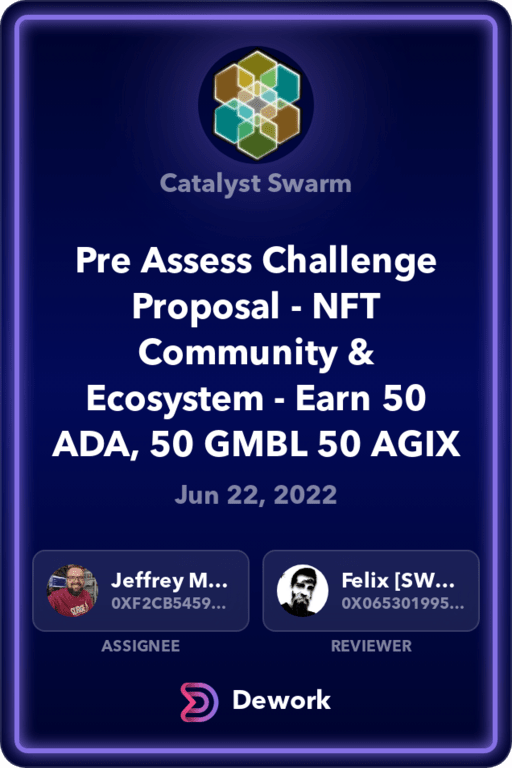 Catalyst Swarm
Pre Assess Challenge
Proposal - NFT
Community &
Ecosystem - Earn 50
ADA, 50 GMBL 50 AGIX
Jun 22, 2022
Jeffrey M...
0XF2CB5459...
ASSIGNEE
Felix [SW...
0X065301995...
REVIEWER
Dework